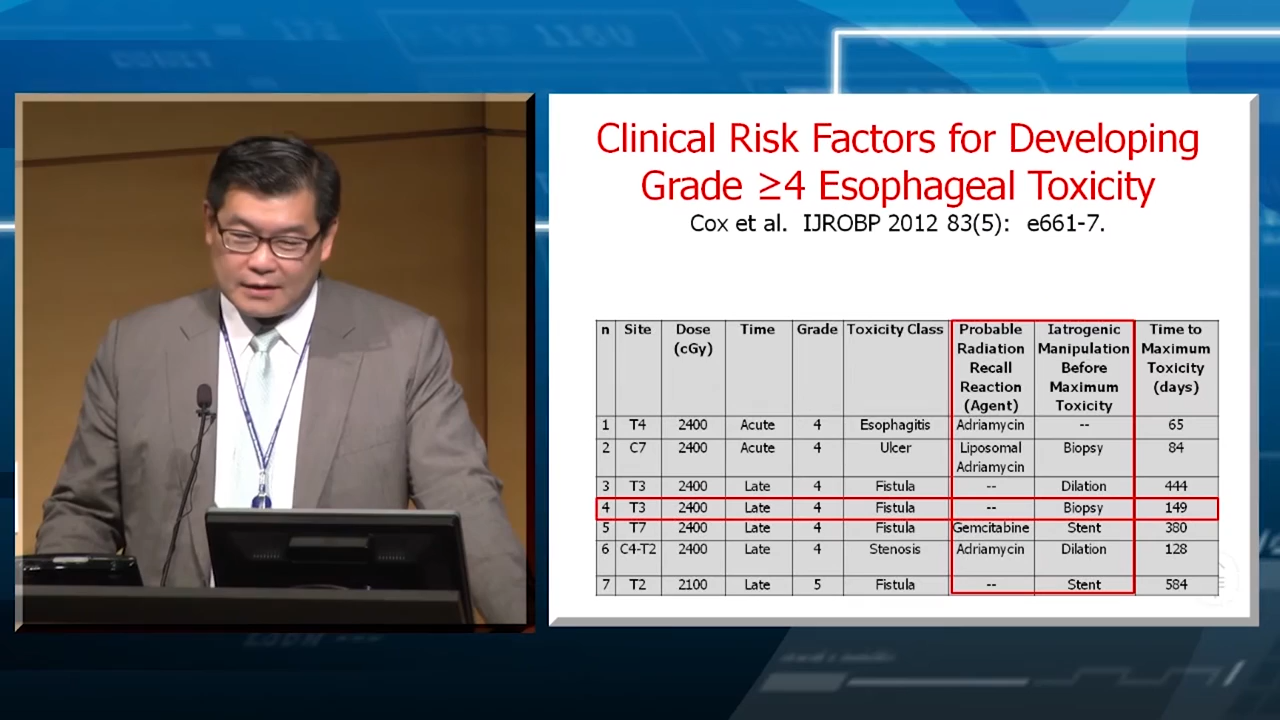 Clinical Risk Factors for Developing
Grade ≥4 Esophageal Toxicity
Cox et al. IJROBP 2012 83(5): e661-7.
n Site Dose (cGy) Time Grade Toxicity Class Probable Radiation Recall Reaction (Agent) Iatrogenic Manipulation Before Maximum Toxicity Time to Maximum Toxicity (days)
1 T4 2400 Acute 4 Esophagitis Adriamycin -- 65
2 C7 2400 Acute 4 Ulcer Liposomal Adriamycin Biopsy 84
3 T3 2400 Late 4 Fistula -- Dilation 444
4 T3 2400 Late 4 Fistula -- Biopsy 149
5 T7 2400 Late 4 Fistula Gemcitabine Stent 380
6 C4-T2 2400 Late 4 Stenosis Adriamycin Dilation 128
7 T2 2100 Late 5 Fistula -- Stent 584